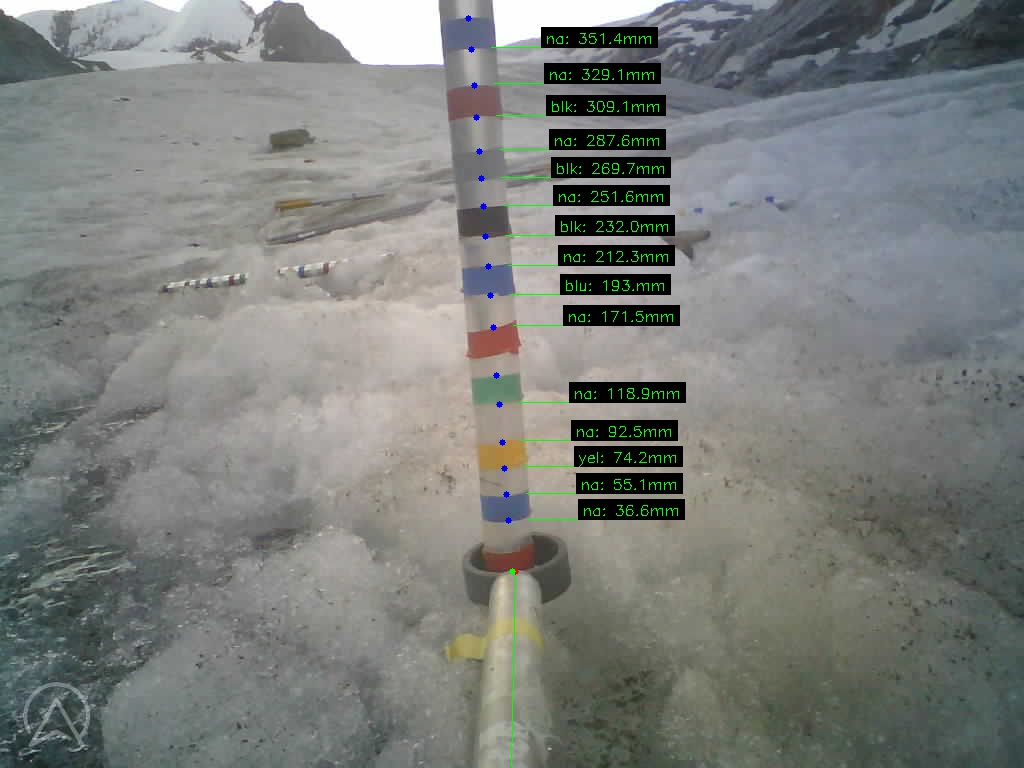 na: 351.4mm
na: 329.1mm
blk: 309.1mm
na: 287.6mm
blk: 269.7mm
na: 251.6mm
blk: 232.0mm
na: 212.3mm
blu: 193.mm
na: 171.5mm
na: 118.9mm
na: 92.5mm
yel: 74.2mm
na: 55.1mm
na: 36.6mm